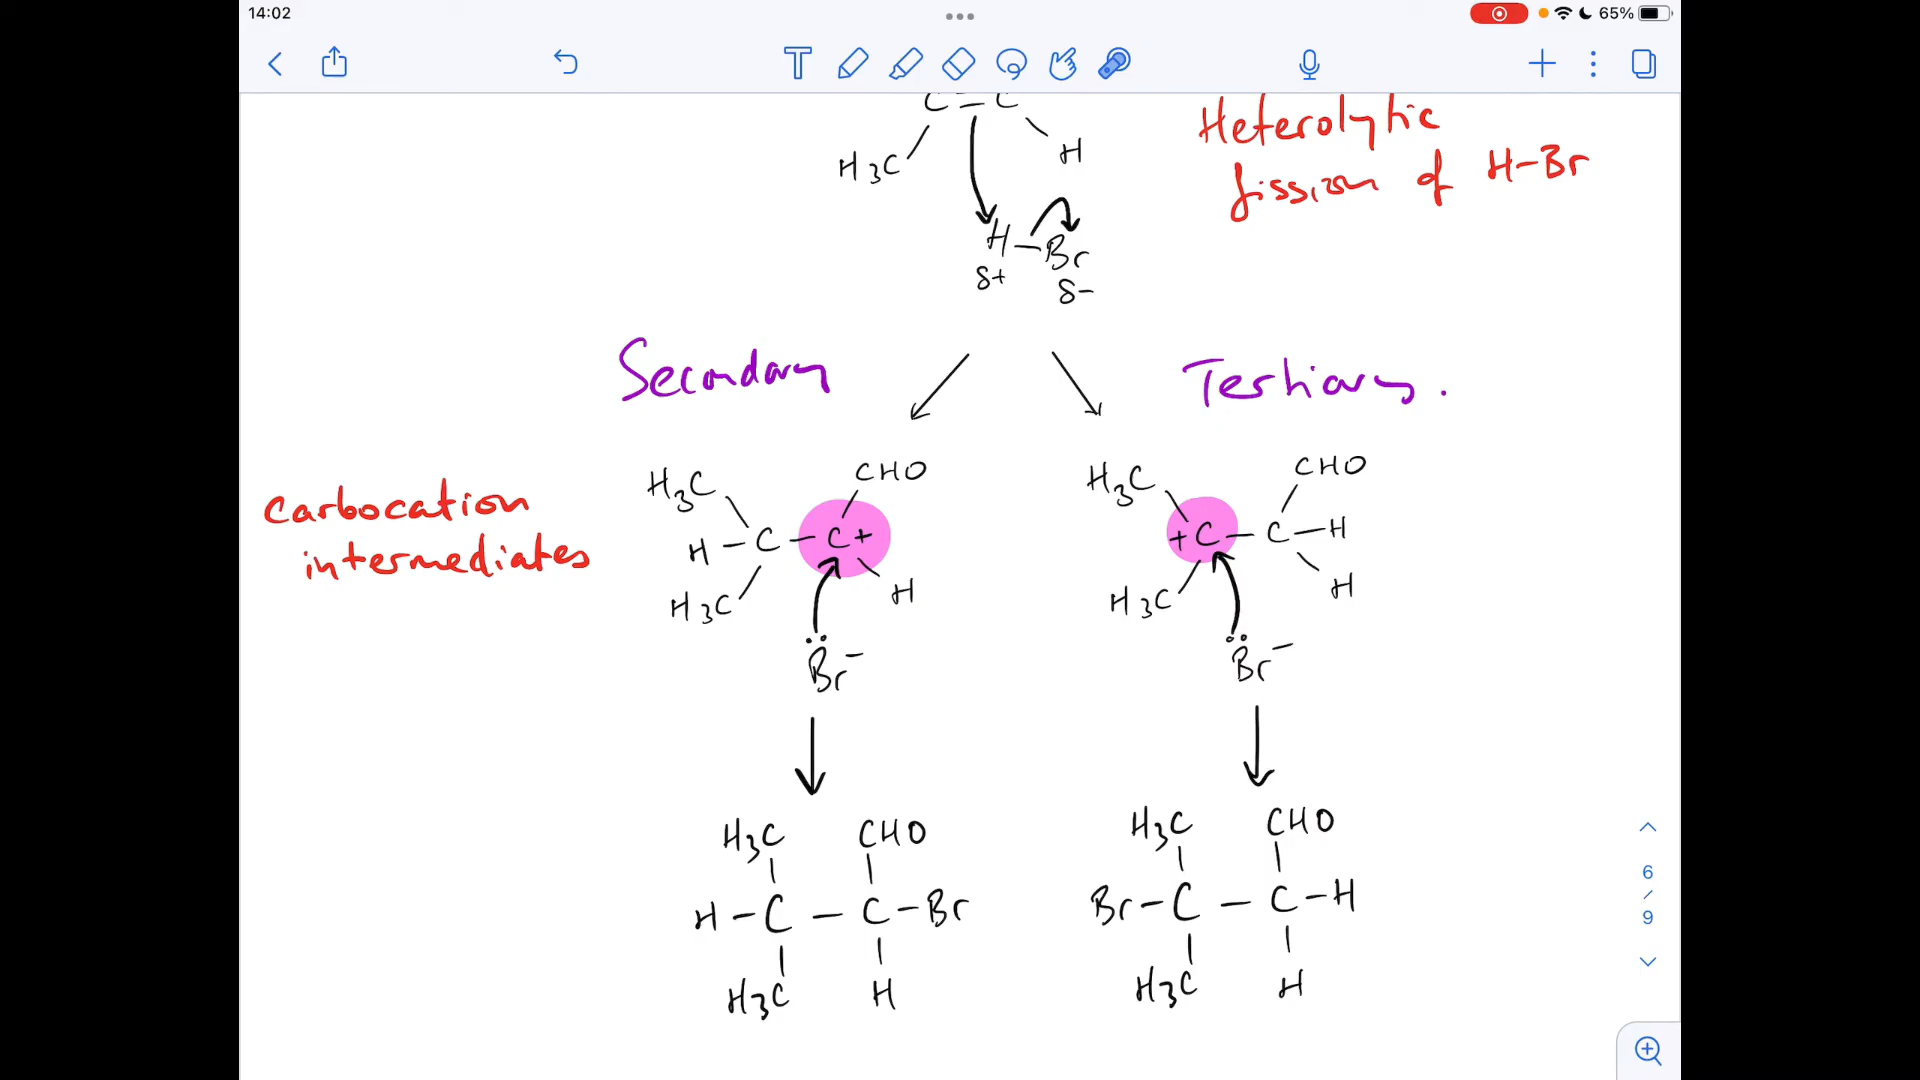 14:02
65%
C = C
H3C
H
Heterolytic
fission of H-Br
H - Br
δ+
δ-
Secondary
Tertiary.
Carbocation
intermediates
H3C CHO
H - C - C+
H3C H
Br-
H3C CHO
+C - C - H
H3C H
Br-
H3C CHO
H - C - C - Br
H3C H
H3C CHO
Br - C - C - H
H3C H
6
/
9